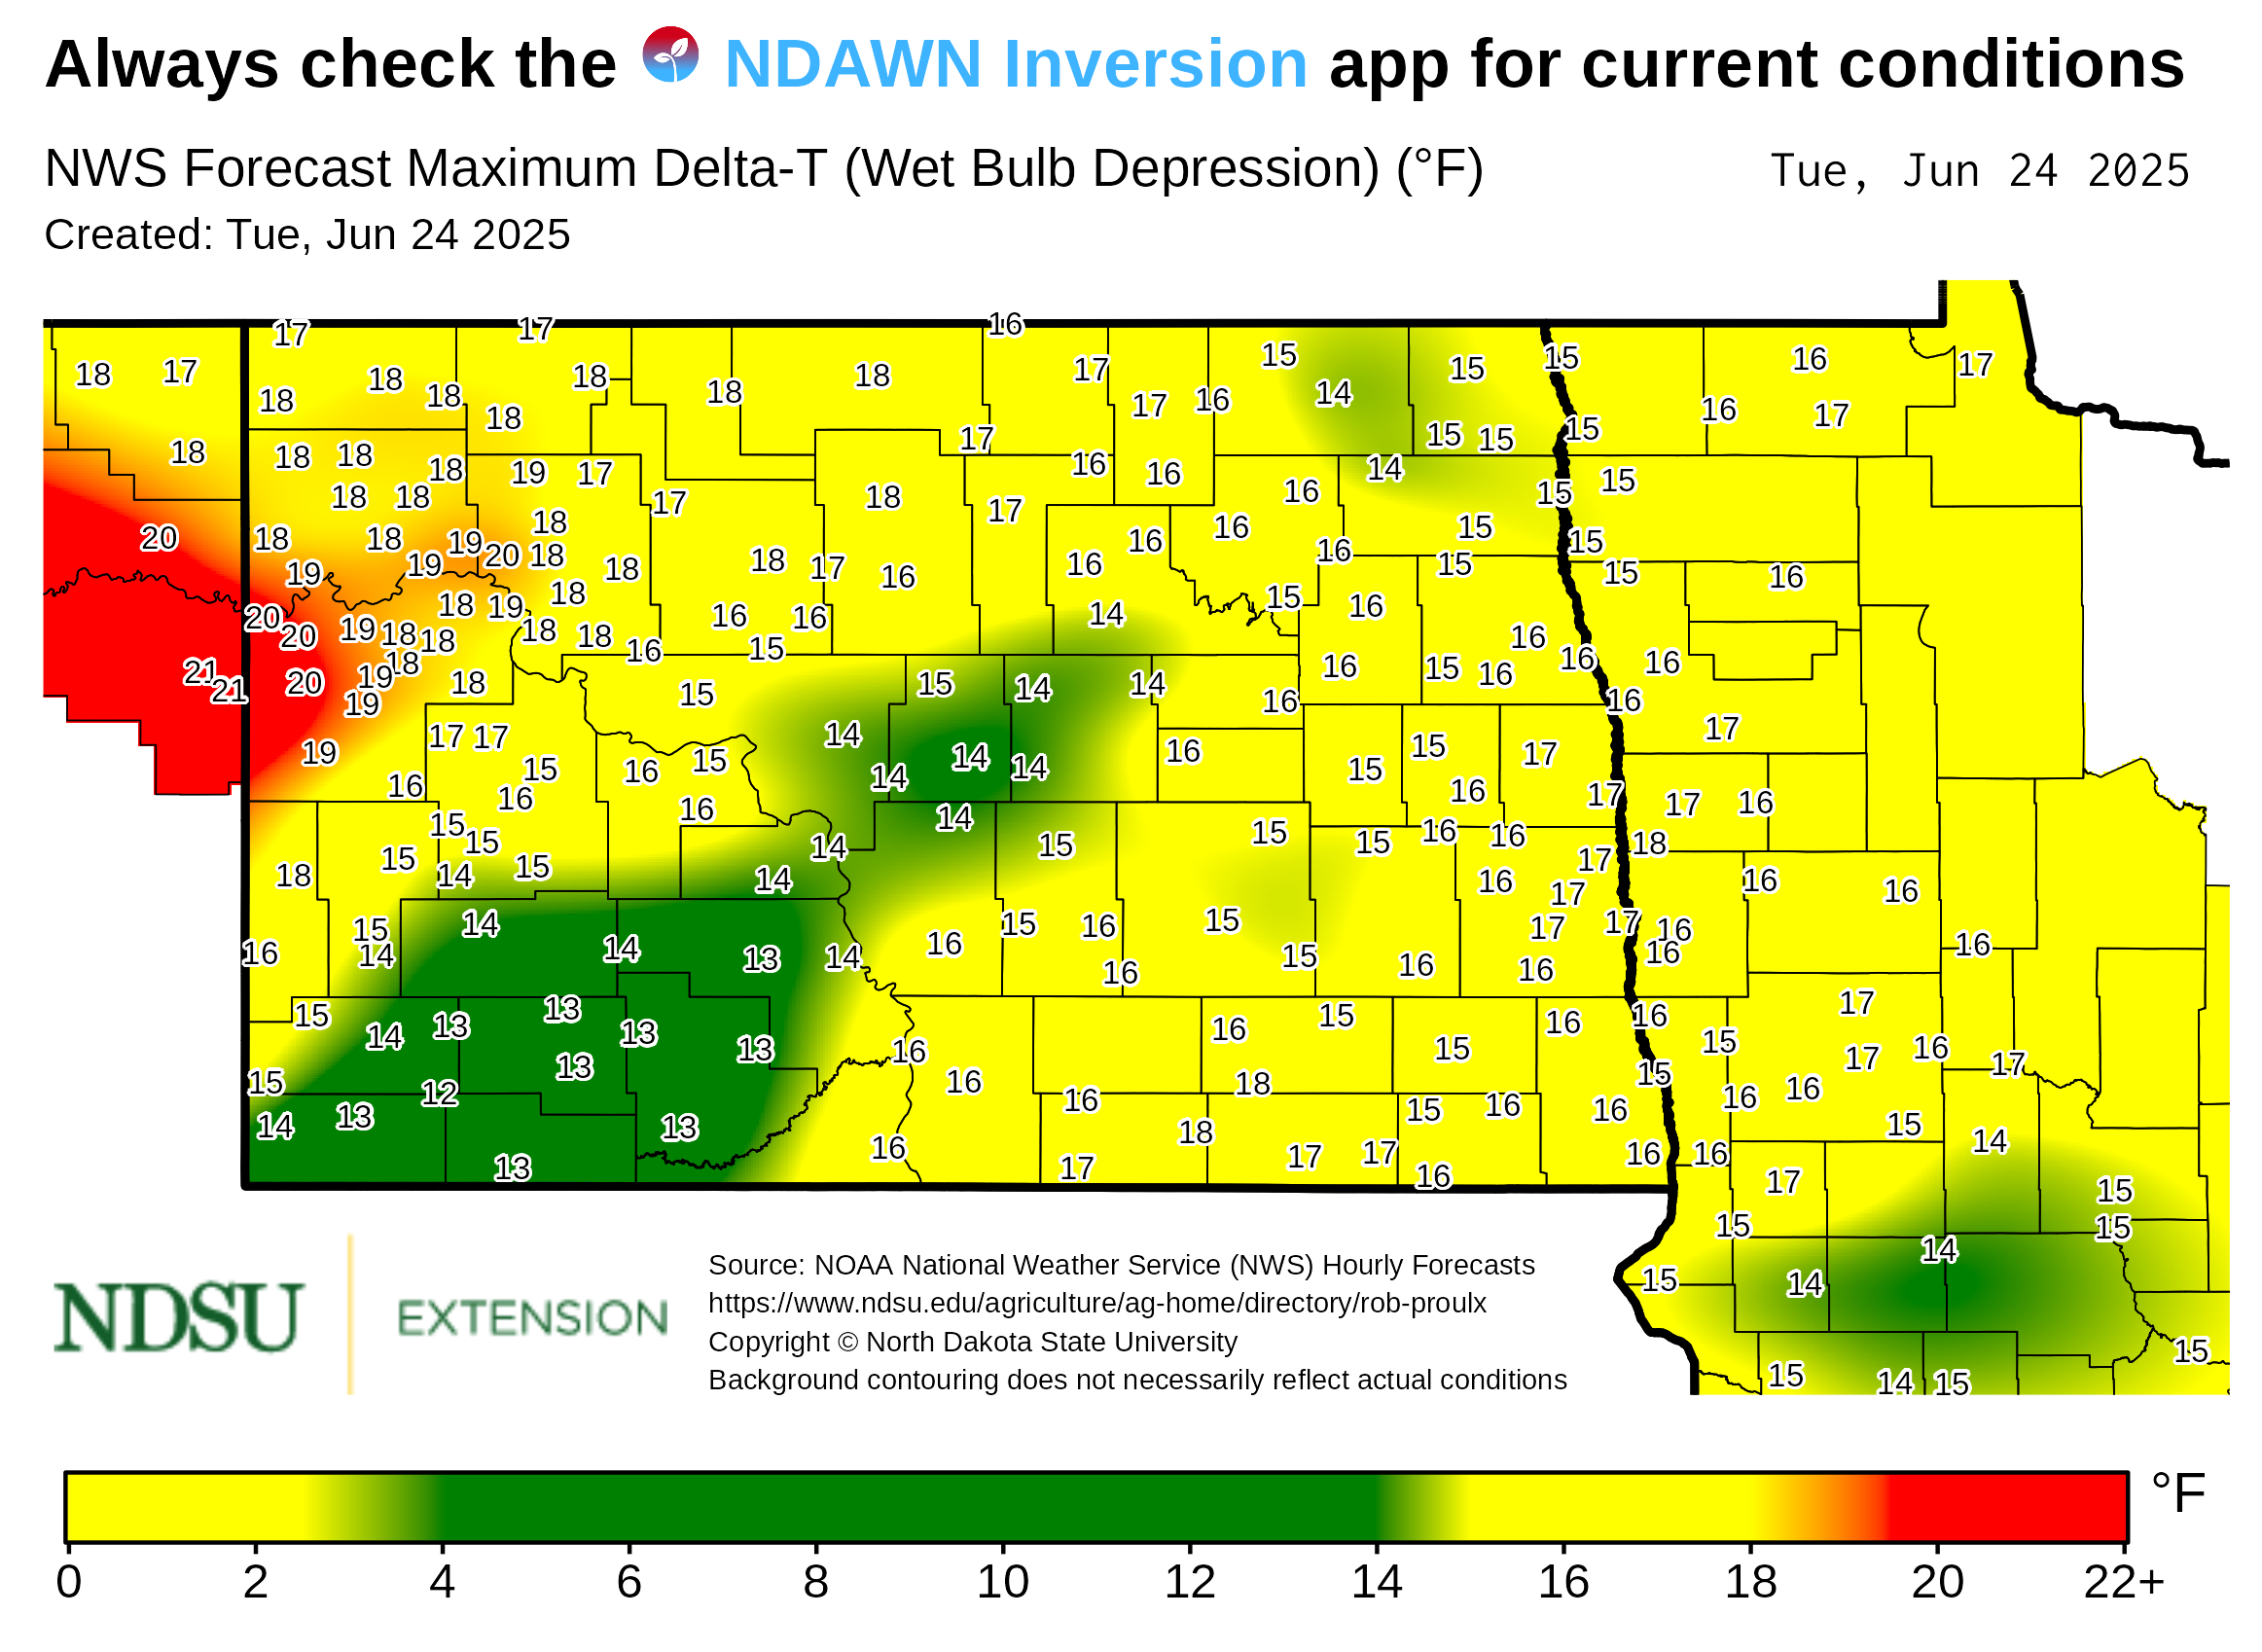 Always check the NDAWN Inversion app for current conditions
NWS Forecast Maximum Delta-T (Wet Bulb Depression) (°F) Tue, Jun 24 2025
Created: Tue, Jun 24 2025
17 17 16
18 17 18 18 18 18 18 17 15 14 15 15 16 17
18 18 17 16 16 17
18 18 18 18 19 17 17 16 16 14 15 15 15 15
18 18 17 18 17 16 15 15
20 18 18 19 20 18 18 16 16 16 15 15
19 19 18 18 18 17 16 16 15 15 16
20 20 19 18 18 18 19 18 18 18 16 16 14 15 16
21 21 20 19 18 19 18 16 15 15 14 14 16 16 15 16 16 16 16
19 17 17 15 14 14 14 16 15 17 16 17
16 15 16 16 15 14 15 16 17 17 16
15 15 15 16 14 14 15 15 15 16 16 17 18
18 15 14 15 14 16 17 16 16
16 15 14 14 14 13 14 16 15 16 15 17 17 16
16 15 16 16 16 16
15 14 13 13 13 13 16 15 16 16 17
15 13 16 16 15 15 15 17 16 17
14 13 12 13 16 18 15 16 16 16 16 15
13 16 17 18 17 17 16 16 16 14
17 15 15
15 15
15 14 14
15 14 15 15
NDSU EXTENSION
Source: NOAA National Weather Service (NWS) Hourly Forecasts
https://www.ndsu.edu/agriculture/ag-home/directory/rob-proulx
Copyright © North Dakota State University
Background contouring does not necessarily reflect actual conditions
°F
0 2 4 6 8 10 12 14 16 18 20 22+